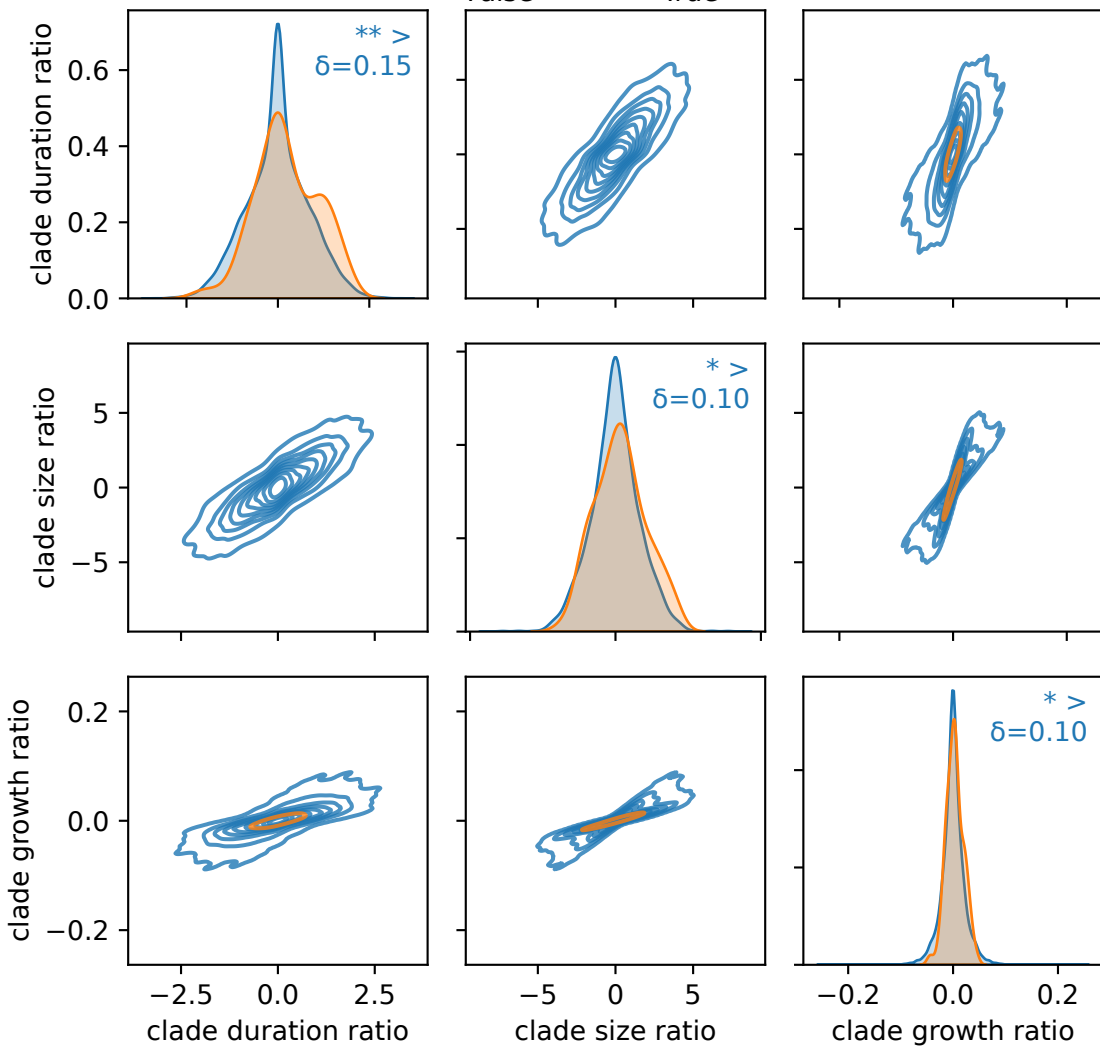 clade duration ratio
0.6
0.4
0.2
0.0
** >
δ=0.15
clade size ratio
5
0
−5
* >
δ=0.10
clade growth ratio
0.2
0.0
−0.2
* >
δ=0.10
−2.5 0.0 2.5
−5 0 5
−0.2 0.0 0.2
clade duration ratio
clade size ratio
clade growth ratio